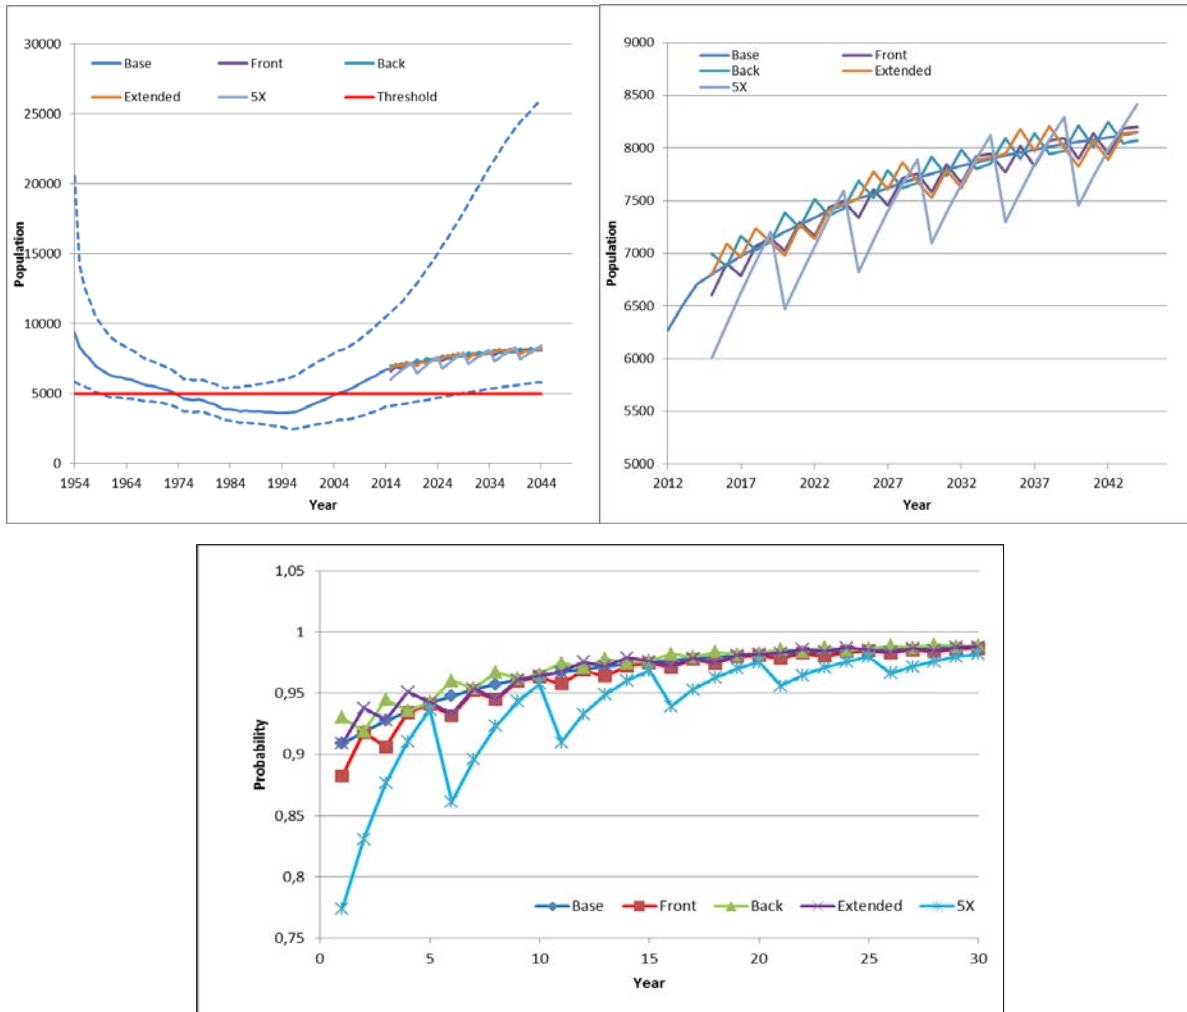 30000
Base Front Back
Extended 5X Threshold
25000
20000
15000
10000
5000
0
Population
1954 1964 1974 1984 1994 2004 2014 2024 2034 2044
Year
9000
Base Front
Back Extended
5X
8500
8000
7500
7000
6500
6000
5500
5000
Population
2012 2017 2022 2027 2032 2037 2042
Year
1,05
1
0,95
0,9
0,85
0,8
0,75
Probability
Base Front Back Extended 5X
0 5 10 15 20 25 30
Year